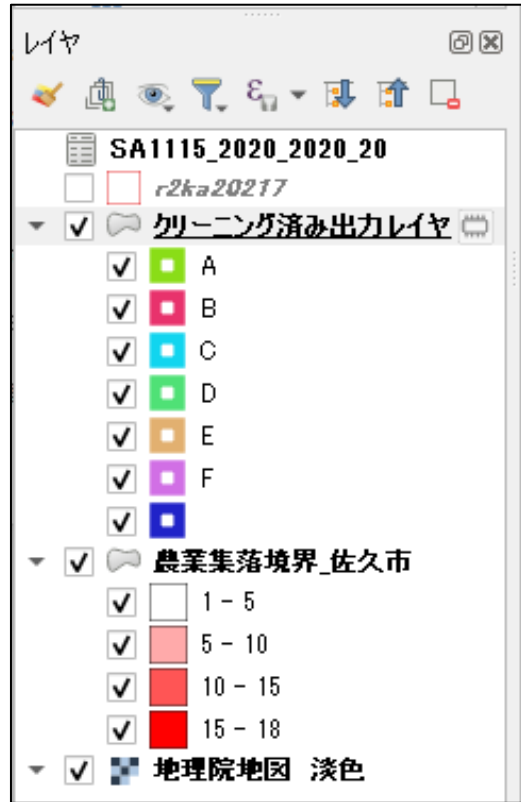 レイヤ
SA1115_2020_2020_20
r2ka20217
クリーニング済み出力レイヤ
A
B
C
D
E
F
農業集落境界_佐久市
1 - 5
5 - 10
10 - 15
15 - 18
地理院地図 淡色